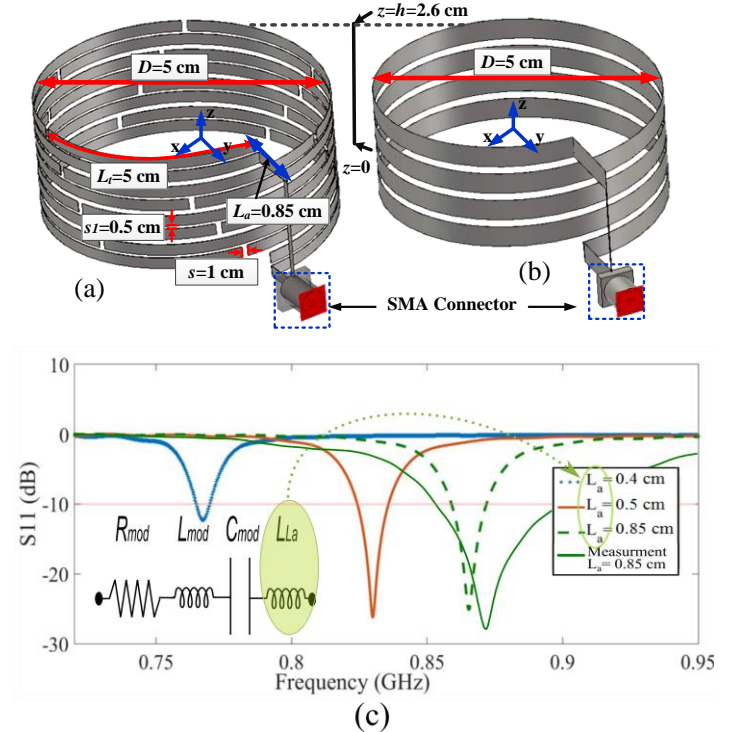 z=h=2.6 cm
D=5 cm
D=5 cm
z
x
y
z
x
y
z=0
Lt=5 cm
La=0.85 cm
s1=0.5 cm
s=1 cm
(a)
(b)
SMA Connector
10
0
-10
-20
-30
S11 (dB)
La= 0.4 cm
La= 0.5 cm
La= 0.85 cm
Measurment
La= 0.85 cm
Rmod
Lmod
Cmod
LLa
0.75
0.8
0.85
0.9
0.95
Frequency (GHz)
(c)